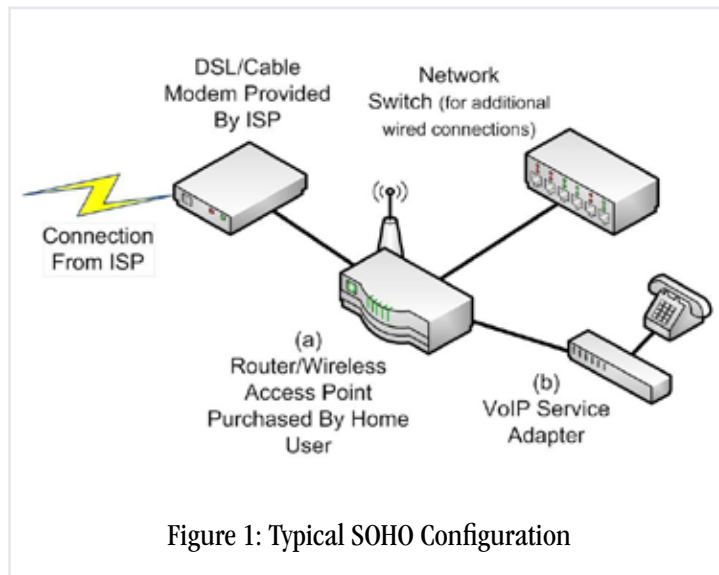 DSL/Cable
Modem Provided
By ISP
Network
Switch (for additional
wired connections)
Connection
From ISP
(a)
Router/Wireless
Access Point
Purchased By Home
User
(b)
VoIP Service
Adapter
Figure 1: Typical SOHO Configuration